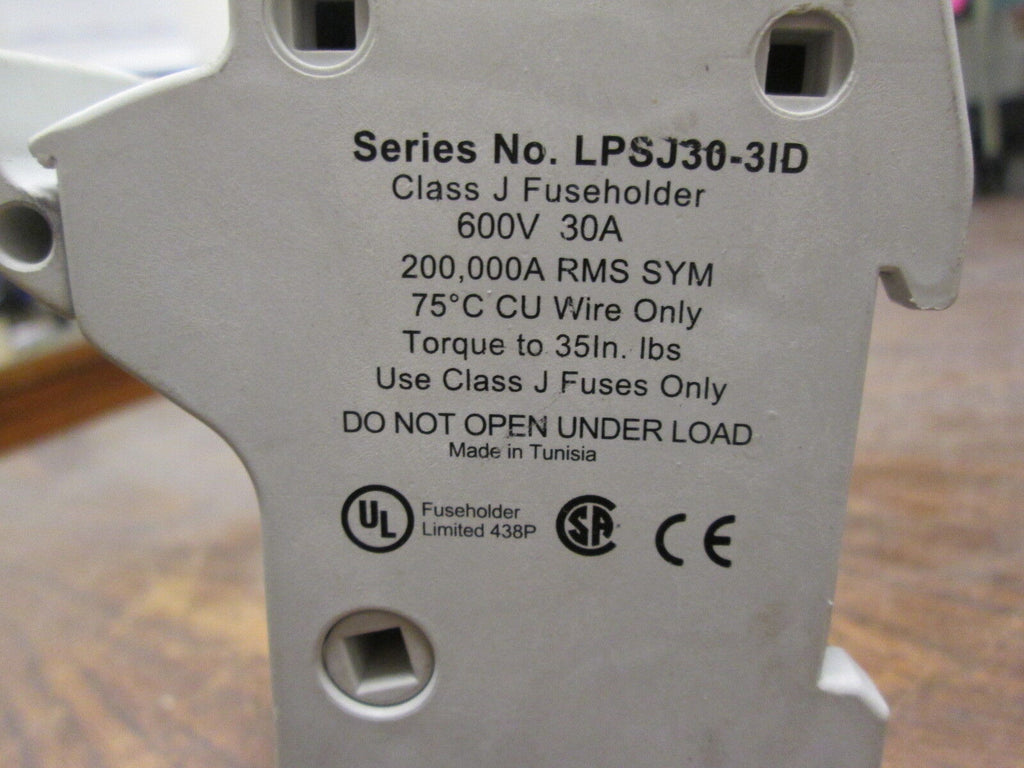 Series No. LPSJ30-3ID
Class J Fuseholder
600V 30A
200,000A RMS SYM
75°C CU Wire Only
Torque to 35In. lbs
Use Class J Fuses Only
DO NOT OPEN UNDER LOAD
Made in Tunisia
UL Fuseholder
Limited 438P
SA
CE